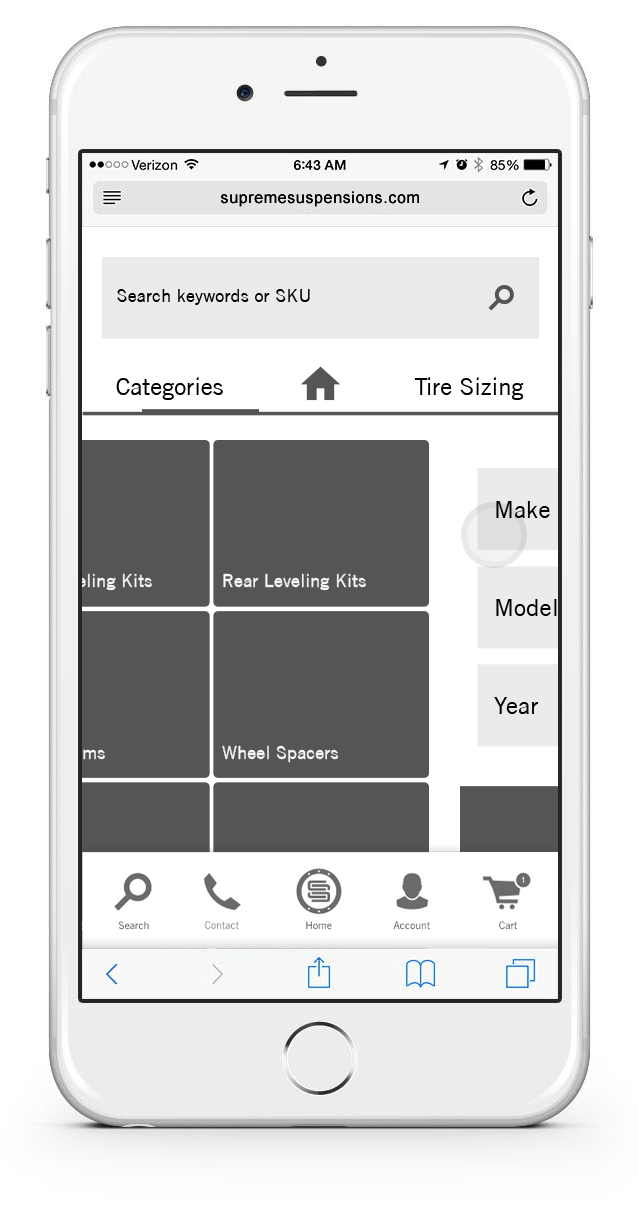 Verizon 6:43 AM 85%
supremesuspensions.com
Search keywords or SKU
Categories Tire Sizing
Make
eling Kits Rear Leveling Kits
Model
Year
ms Wheel Spacers
1
Search Contact Home Account Cart